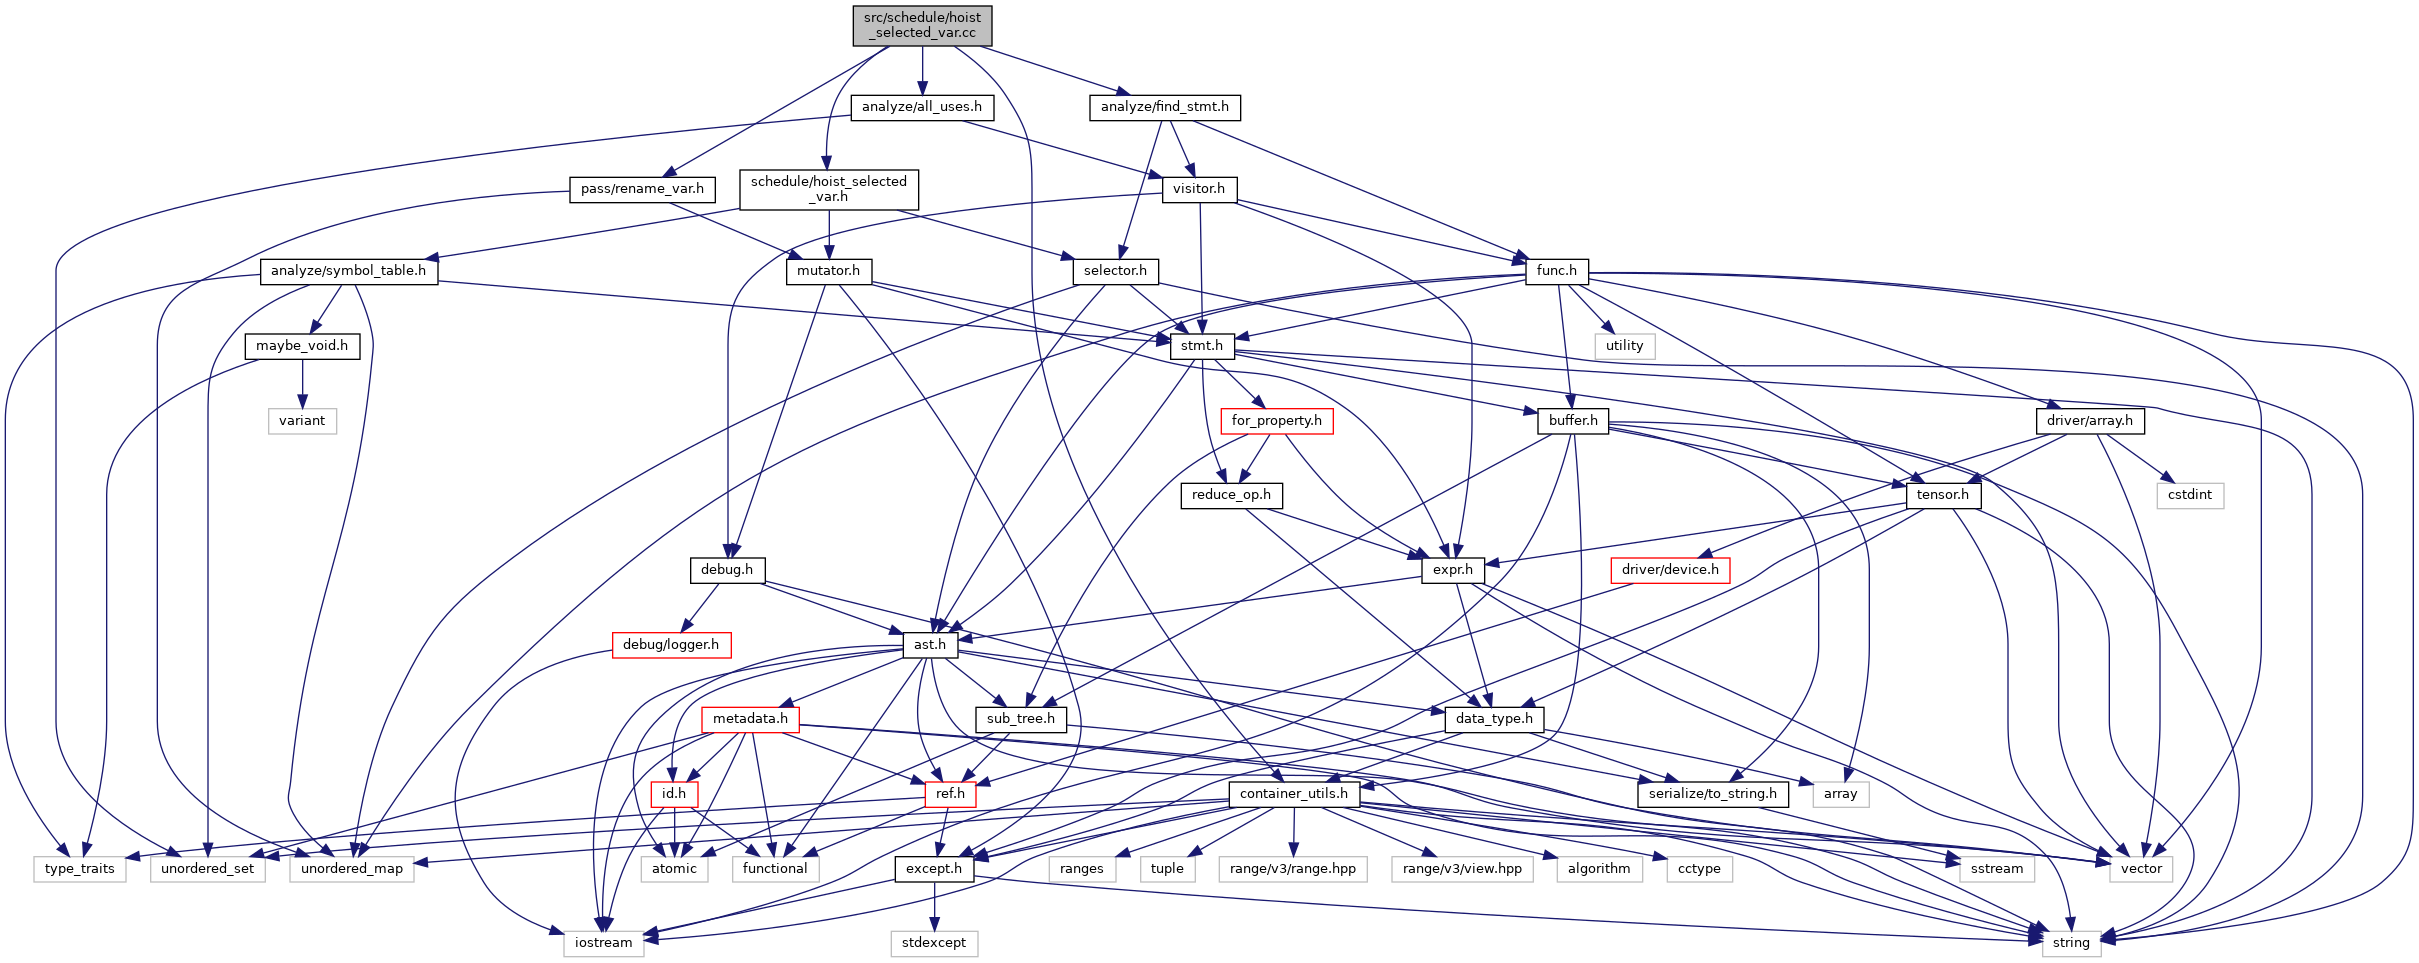 src/schedule/hoist
_selected_var.cc
analyze/all_uses.h
analyze/find_stmt.h
pass/rename_var.h
schedule/hoist_selected
_var.h
visitor.h
analyze/symbol_table.h
mutator.h
selector.h
func.h
maybe_void.h
stmt.h
utility
variant
for_property.h
buffer.h
driver/array.h
reduce_op.h
tensor.h
cstdint
debug.h
expr.h
driver/device.h
debug/logger.h
ast.h
metadata.h
sub_tree.h
data_type.h
id.h
ref.h
container_utils.h
serialize/to_string.h
array
type_traits
unordered_set
unordered_map
atomic
functional
except.h
ranges
tuple
range/v3/range.hpp
range/v3/view.hpp
algorithm
cctype
sstream
vector
iostream
stdexcept
string